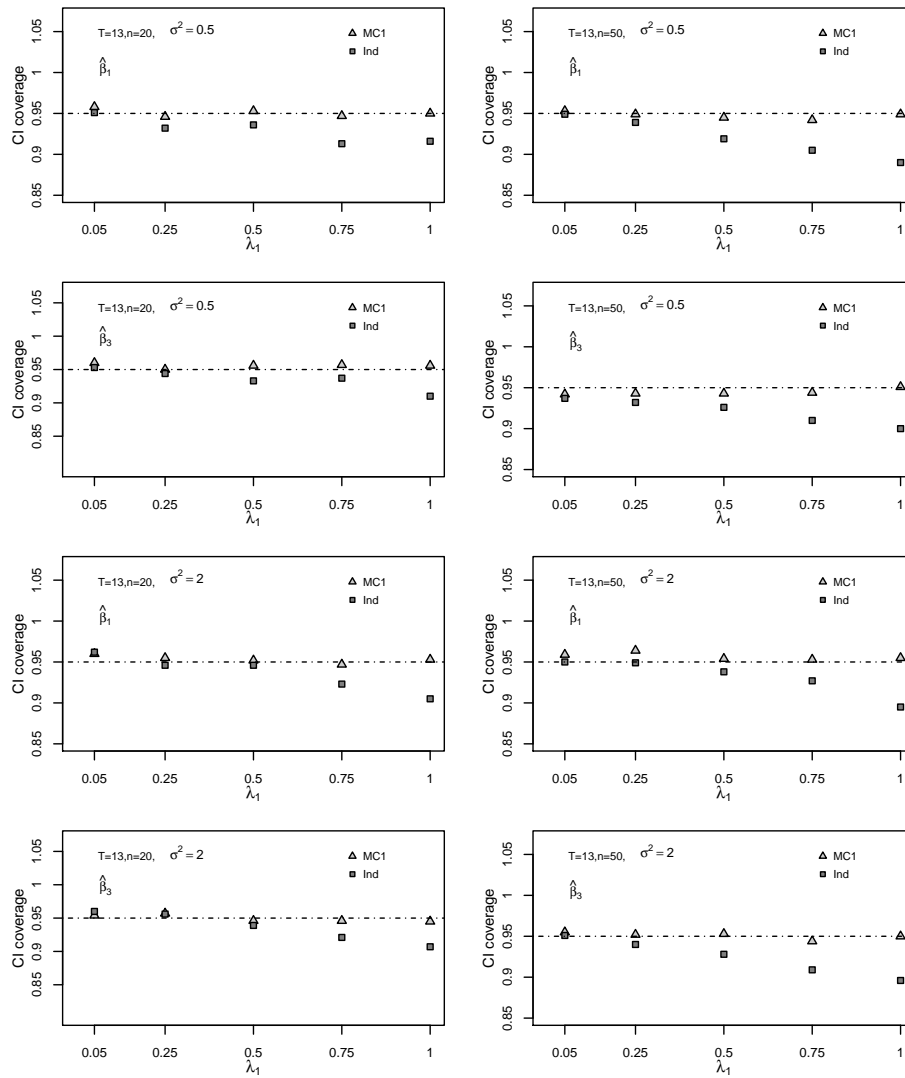 T=13,n=20, σ² = 0.5
MC1
Ind
β̂₁
CI coverage
0.85 0.9 0.95 1 1.05
0.05 0.25 0.5 0.75 1
λ₁
T=13,n=50, σ² = 0.5
MC1
Ind
β̂₁
CI coverage
0.85 0.9 0.95 1 1.05
0.05 0.25 0.5 0.75 1
λ₁
T=13,n=20, σ² = 0.5
MC1
Ind
β̂₃
CI coverage
0.85 0.9 0.95 1 1.05
0.05 0.25 0.5 0.75 1
λ₁
T=13,n=50, σ² = 0.5
MC1
Ind
β̂₃
CI coverage
0.85 0.9 0.95 1 1.05
0.05 0.25 0.5 0.75 1
λ₁
T=13,n=20, σ² = 2
MC1
Ind
β̂₁
CI coverage
0.85 0.9 0.95 1 1.05
0.05 0.25 0.5 0.75 1
λ₁
T=13,n=50, σ² = 2
MC1
Ind
β̂₁
CI coverage
0.85 0.9 0.95 1 1.05
0.05 0.25 0.5 0.75 1
λ₁
T=13,n=20, σ² = 2
MC1
Ind
β̂₃
CI coverage
0.85 0.9 0.95 1 1.05
0.05 0.25 0.5 0.75 1
λ₁
T=13,n=50, σ² = 2
MC1
Ind
β̂₃
CI coverage
0.85 0.9 0.95 1 1.05
0.05 0.25 0.5 0.75 1
λ₁